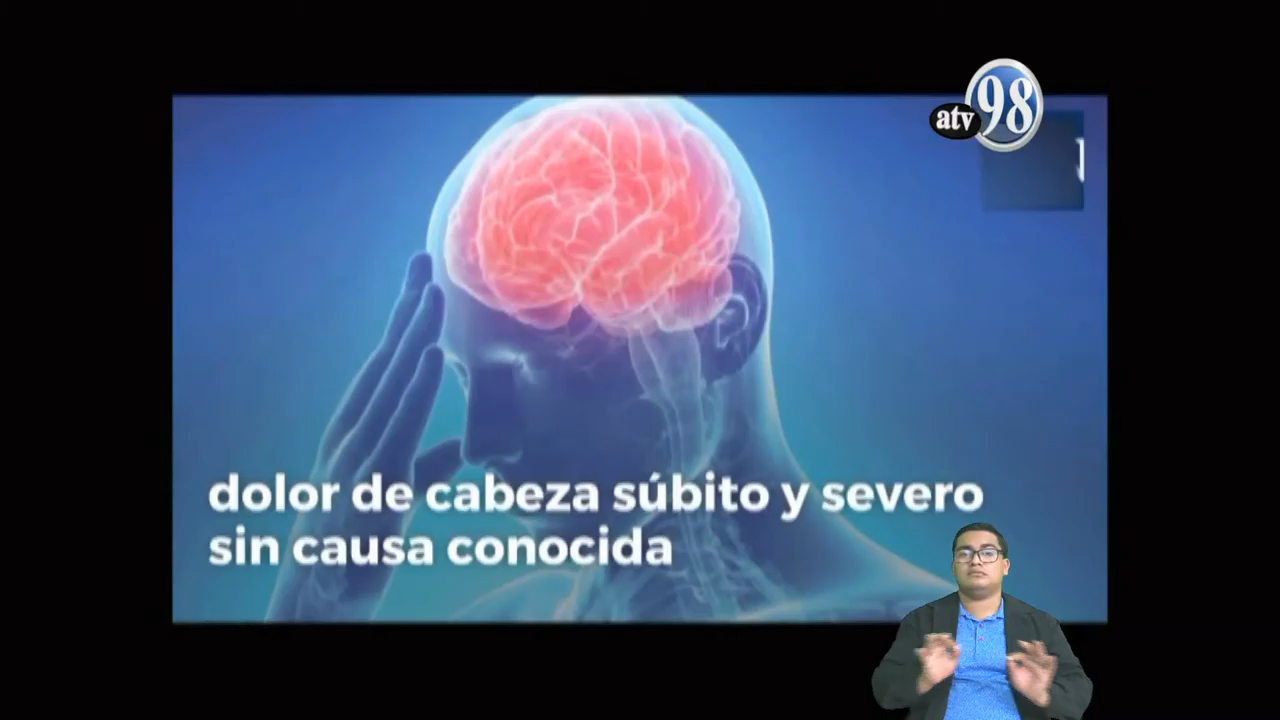 atv 98
dolor de cabeza súbito y severo
sin causa conocida